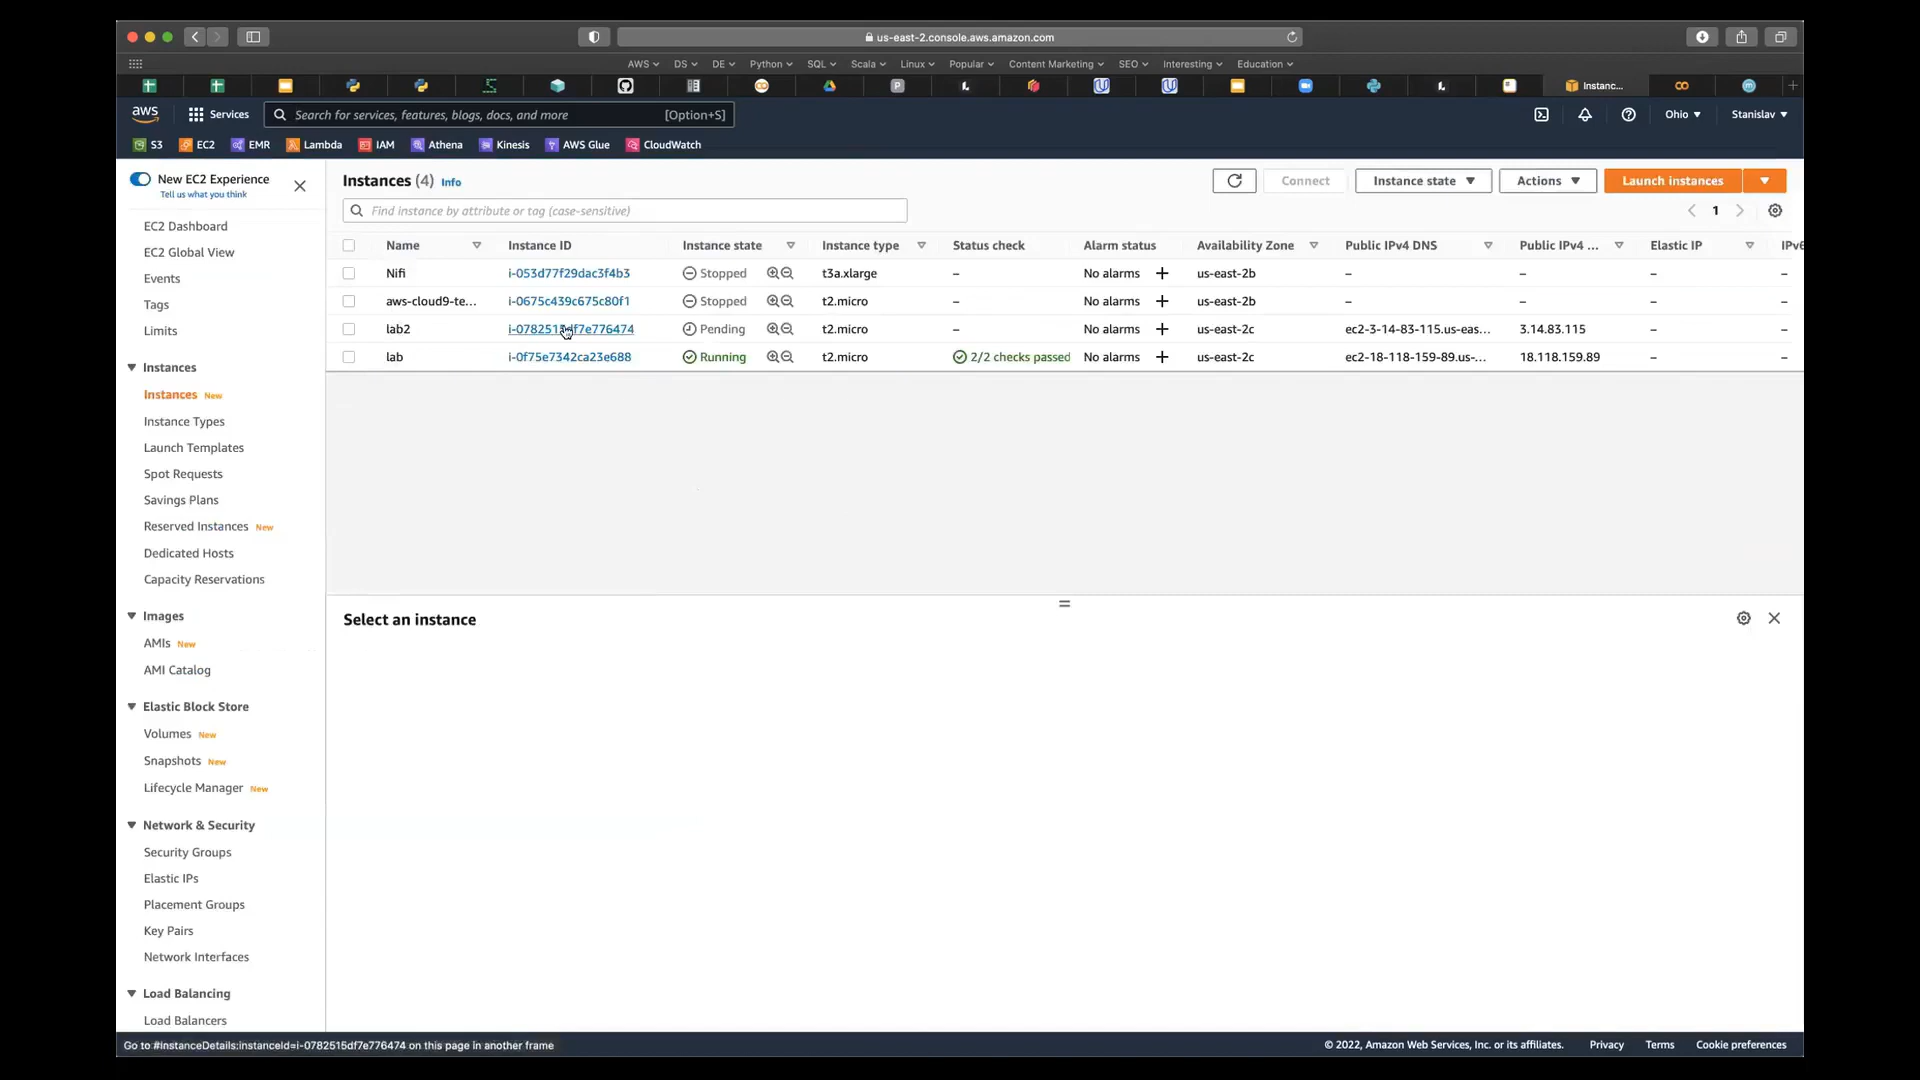 us-east-2.console.aws.amazon.com
AWS DS DE Python SQL Scala Linux Popular Content Marketing SEO Interesting Education
Instanc...
aws Services Search for services, features, blogs, docs, and more [Option+S] Ohio Stanislav
S3 EC2 EMR Lambda IAM Athena Kinesis AWS Glue CloudWatch
New EC2 Experience
Tell us what you think
EC2 Dashboard
EC2 Global View
Events
Tags
Limits
Instances
Instances New
Instance Types
Launch Templates
Spot Requests
Savings Plans
Reserved Instances New
Dedicated Hosts
Capacity Reservations
Images
AMIs New
AMI Catalog
Elastic Block Store
Volumes New
Snapshots New
Lifecycle Manager New
Network & Security
Security Groups
Elastic IPs
Placement Groups
Key Pairs
Network Interfaces
Load Balancing
Load Balancers
Instances (4) Info Connect Instance state Actions Launch instances
Find instance by attribute or tag (case-sensitive) 1
Name Instance ID Instance state Instance type Status check Alarm status Availability Zone Public IPv4 DNS Public IPv4 ... Elastic IP IPv6
Nifi i-053d77f29dac3f4b3 Stopped t3a.xlarge – No alarms + us-east-2b – – – –
aws-cloud9-te... i-0675c439c675c80f1 Stopped t2.micro – No alarms + us-east-2b – – – –
lab2 i-0782515df7e776474 Pending t2.micro – No alarms + us-east-2c ec2-3-14-83-115.us-eas... 3.14.83.115 – –
lab i-0f75e7342ca23e688 Running t2.micro 2/2 checks passed No alarms + us-east-2c ec2-18-118-159-89.us-... 18.118.159.89 – –
Select an instance
Go to #InstanceDetails:instanceId=i-0782515df7e776474 on this page in another frame
© 2022, Amazon Web Services, Inc. or its affiliates. Privacy Terms Cookie preferences